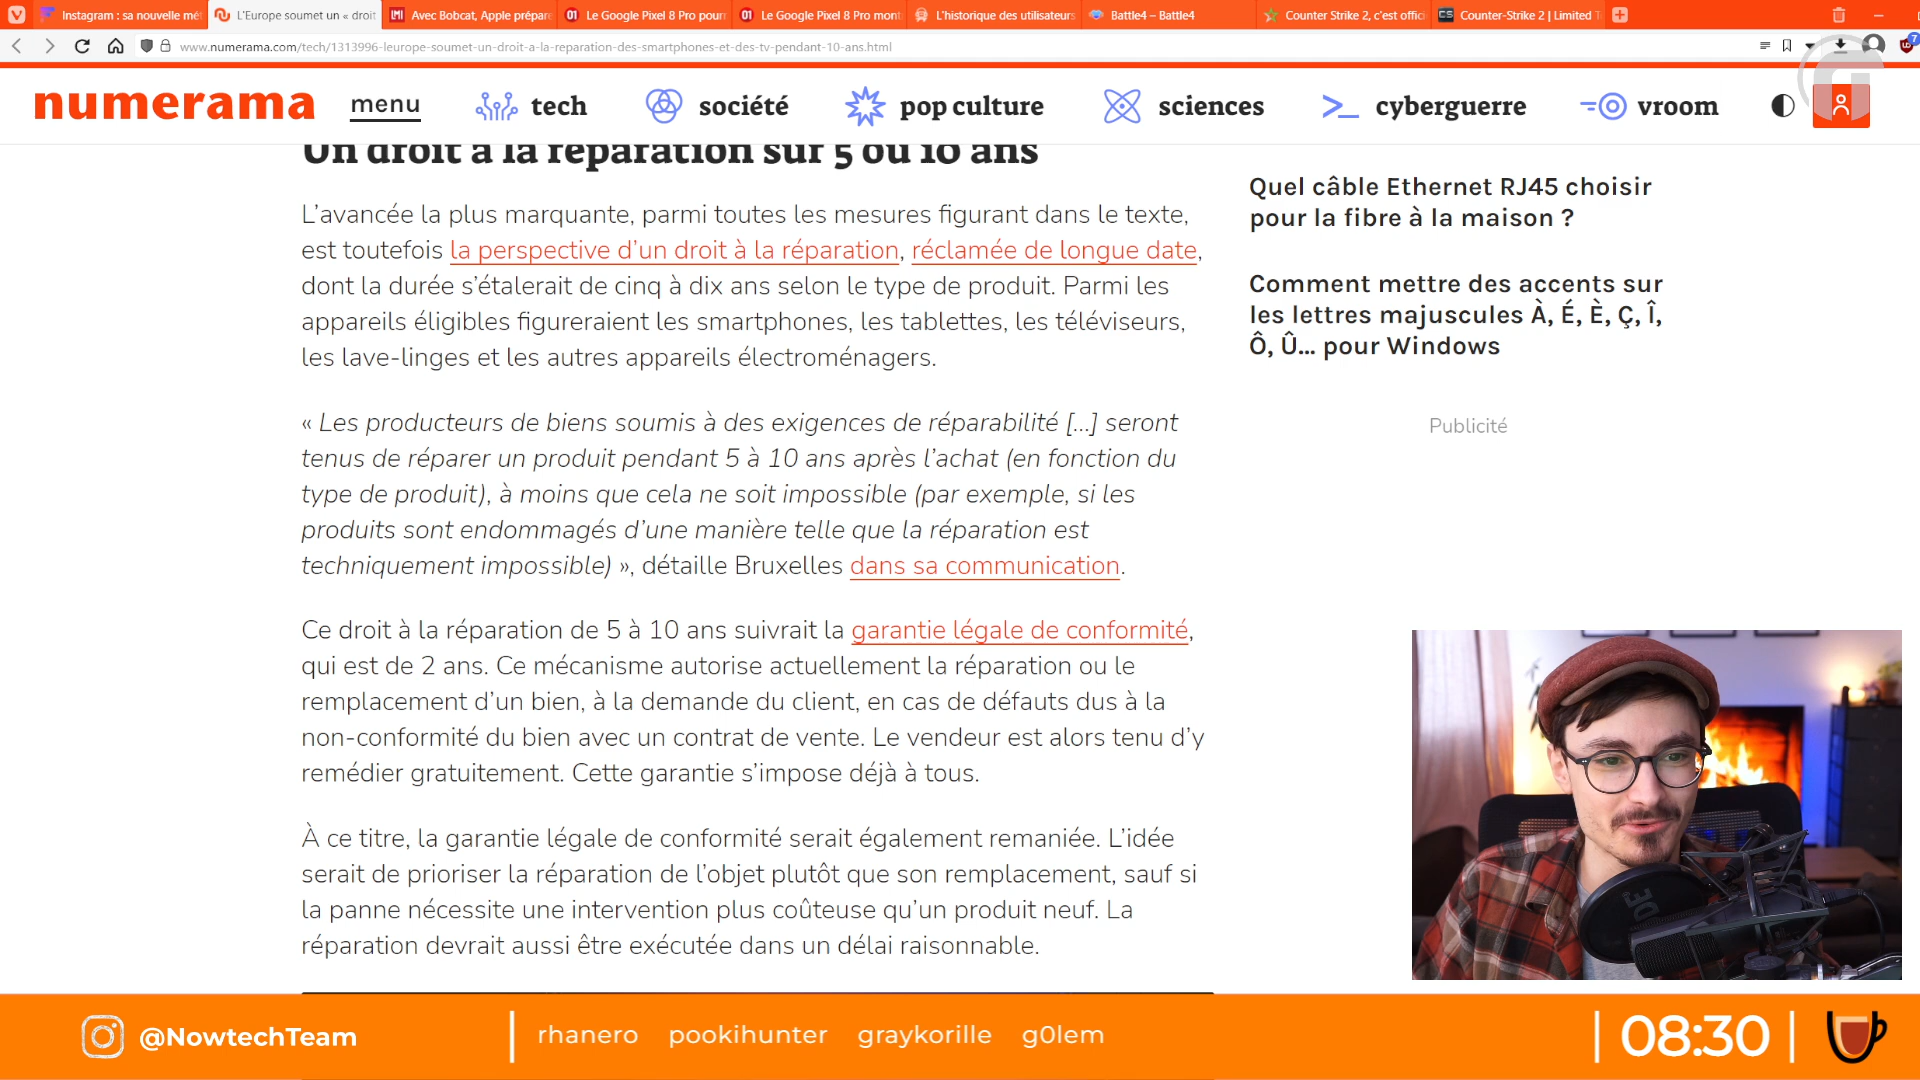 Instagram : sa nouvelle mét
L'Europe soumet un « droit
Avec Bobcat, Apple prépar
Le Google Pixel 8 Pro pourr
Le Google Pixel 8 Pro mont
L'historique des utilisateurs
Battle4 – Battle4
Counter Strike 2, c'est offic
Counter-Strike 2 | Limited T
www.numerama.com/tech/1313996-leurope-soumet-un-droit-a-la-reparation-des-smartphones-et-des-tv-pendant-10-ans.html
7
numerama
menu
tech
société
pop culture
sciences
cyberguerre
vroom
Un droit à la réparation sur 5 ou 10 ans
L'avancée la plus marquante, parmi toutes les mesures figurant dans le texte,
est toutefois la perspective d'un droit à la réparation, réclamée de longue date,
dont la durée s'étalerait de cinq à dix ans selon le type de produit. Parmi les
appareils éligibles figureraient les smartphones, les tablettes, les téléviseurs,
les lave-linges et les autres appareils électroménagers.
« Les producteurs de biens soumis à des exigences de réparabilité [...] seront
tenus de réparer un produit pendant 5 à 10 ans après l'achat (en fonction du
type de produit), à moins que cela ne soit impossible (par exemple, si les
produits sont endommagés d'une manière telle que la réparation est
techniquement impossible) », détaille Bruxelles dans sa communication.
Ce droit à la réparation de 5 à 10 ans suivrait la garantie légale de conformité,
qui est de 2 ans. Ce mécanisme autorise actuellement la réparation ou le
remplacement d'un bien, à la demande du client, en cas de défauts dus à la
non-conformité du bien avec un contrat de vente. Le vendeur est alors tenu d'y
remédier gratuitement. Cette garantie s'impose déjà à tous.
À ce titre, la garantie légale de conformité serait également remaniée. L'idée
serait de prioriser la réparation de l'objet plutôt que son remplacement, sauf si
la panne nécessite une intervention plus coûteuse qu'un produit neuf. La
réparation devrait aussi être exécutée dans un délai raisonnable.
Quel câble Ethernet RJ45 choisir
pour la fibre à la maison ?
Comment mettre des accents sur
les lettres majuscules À, É, È, Ç, Î,
Ô, Û... pour Windows
Publicité
@NowtechTeam
rhanero pookihunter graykorille g0lem
08:30